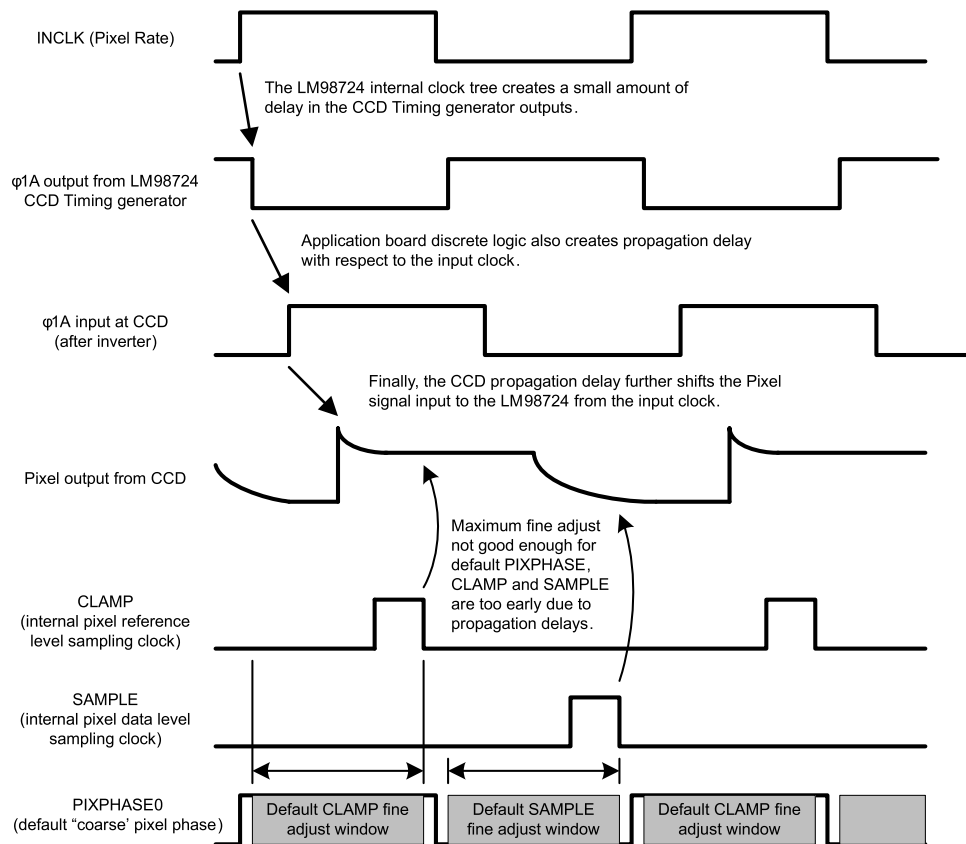 INCLK (Pixel Rate)
The LM98724 internal clock tree creates a small amount of
delay in the CCD Timing generator outputs.
φ1A output from LM98724
CCD Timing generator
Application board discrete logic also creates propagation delay
with respect to the input clock.
φ1A input at CCD
(after inverter)
Finally, the CCD propagation delay further shifts the Pixel
signal input to the LM98724 from the input clock.
Pixel output from CCD
Maximum fine adjust
not good enough for
default PIXPHASE,
CLAMP and SAMPLE
are too early due to
propagation delays.
CLAMP
(internal pixel reference
level sampling clock)
SAMPLE
(internal pixel data level
sampling clock)
PIXPHASE0
(default “coarse’ pixel phase)
Default CLAMP fine
adjust window
Default SAMPLE
fine adjust window
Default CLAMP fine
adjust window